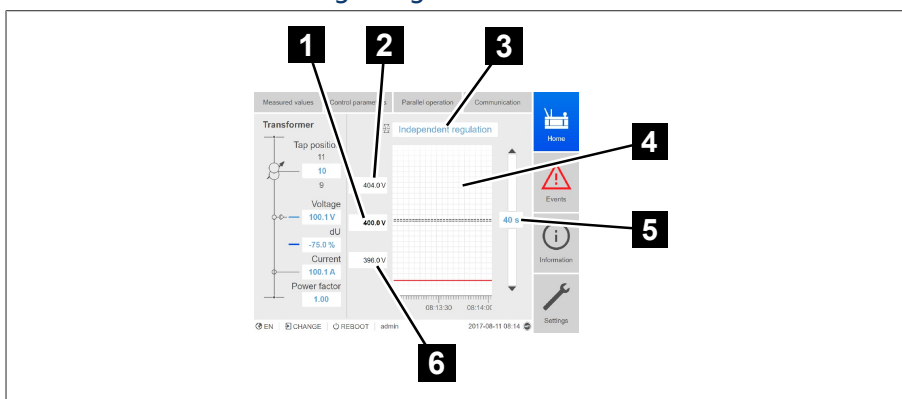 1
2
3
Measured values
Control parameters
Parallel operation
Communication
Transformer
Independent regulation
Home
Tap position
11
10
9
404.0 V
4
Events
Voltage
100.1 V
400.0 V
40 s
5
dU
-75.0 %
Current
396.0 V
Information
100.1 A
Power factor
1.00
08:13:30
08:14:00
Settings
EN
CHANGE
REBOOT
admin
2017-08-11 08:14
6